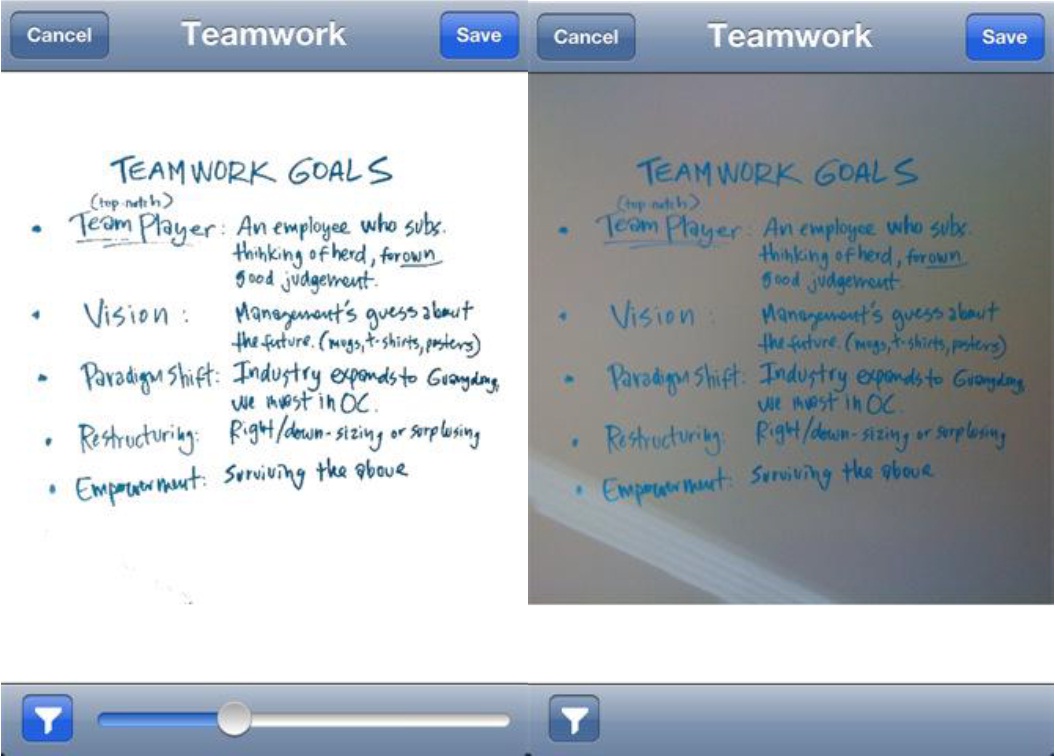 Cancel Teamwork Save
TEAMWORK GOALS
(top-notch)
• Team Player: An employee who subs.
thinking of herd, for own
good judgement.
• Vision: Management's guess about
the future. (mugs, t-shirts, posters)
• Paradigm Shift: Industry expands to Guangdong,
we invest in OC.
• Restructuring: Right/down-sizing or surplusing
• Empowerment: Surviving the above
Cancel Teamwork Save
TEAMWORK GOALS
(top-notch)
• Team Player: An employee who subs.
thinking of herd, for own
good judgement.
• Vision: Management's guess about
the future. (mugs, t-shirts, posters)
• Paradigm Shift: Industry expands to Guangdong,
we invest in OC.
• Restructuring: Right/down-sizing or surplusing
• Empowerment: Surviving the above